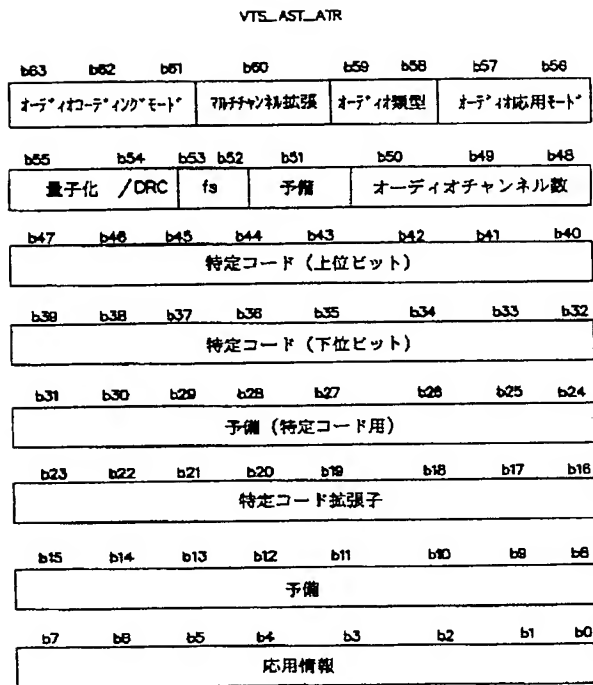 VTS_AST_ATR
b63 b62 b61 b60 b59 b58 b57 b56
オーディオコーディングモード マルチチャンネル拡張 オーディオ類型 オーディオ応用モード
b55 b54 b53 b52 b51 b50 b49 b48
量子化 /DRC fs 予備 オーディオチャンネル数
b47 b46 b45 b44 b43 b42 b41 b40
特定コード (上位ビット)
b39 b38 b37 b36 b35 b34 b33 b32
特定コード (下位ビット)
b31 b30 b29 b28 b27 b26 b25 b24
予備 (特定コード用)
b23 b22 b21 b20 b19 b18 b17 b16
特定コード拡張子
b15 b14 b13 b12 b11 b10 b9 b8
予備
b7 b6 b5 b4 b3 b2 b1 b0
応用情報